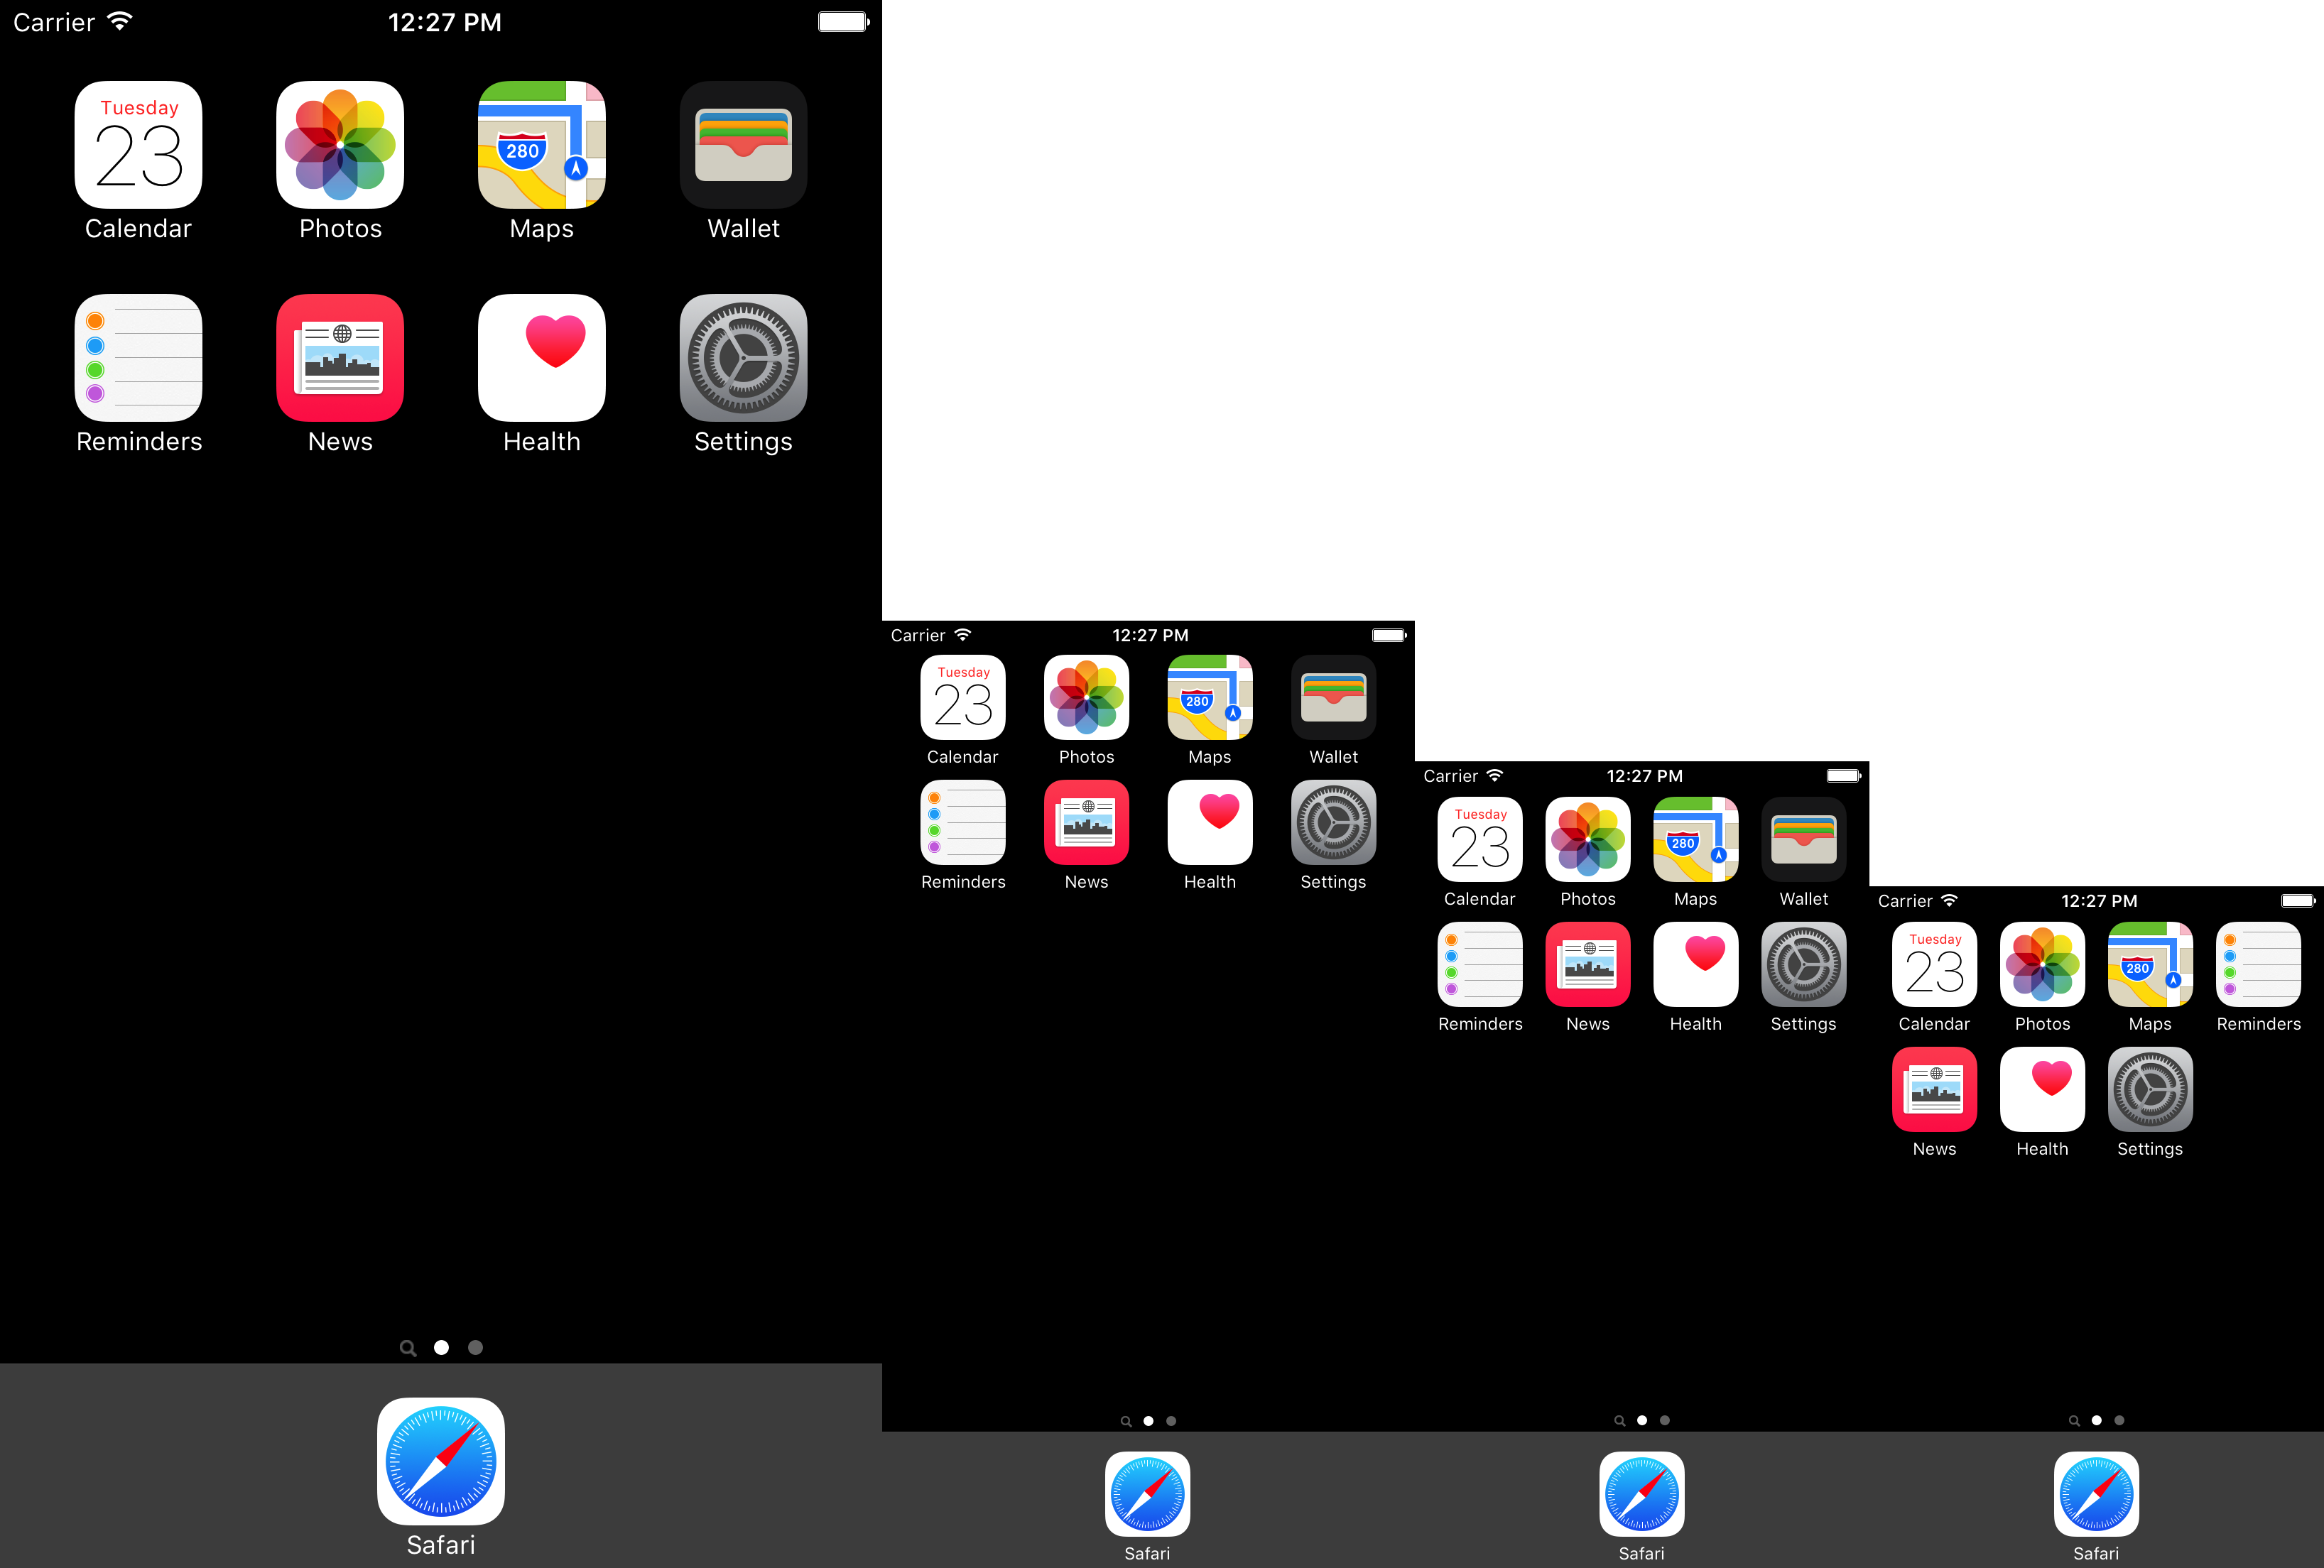 Carrier 12:27 PM
Tuesday
23
280
Calendar Photos Maps Wallet
Reminders News Health Settings
Safari
Carrier 12:27 PM
Tuesday
23
280
Calendar Photos Maps Wallet
Reminders News Health Settings
Safari
Carrier 12:27 PM
Tuesday
23
280
Calendar Photos Maps Wallet
Reminders News Health Settings
Safari
Carrier 12:27 PM
Tuesday
23
280
Calendar Photos Maps Reminders
News Health Settings
Safari